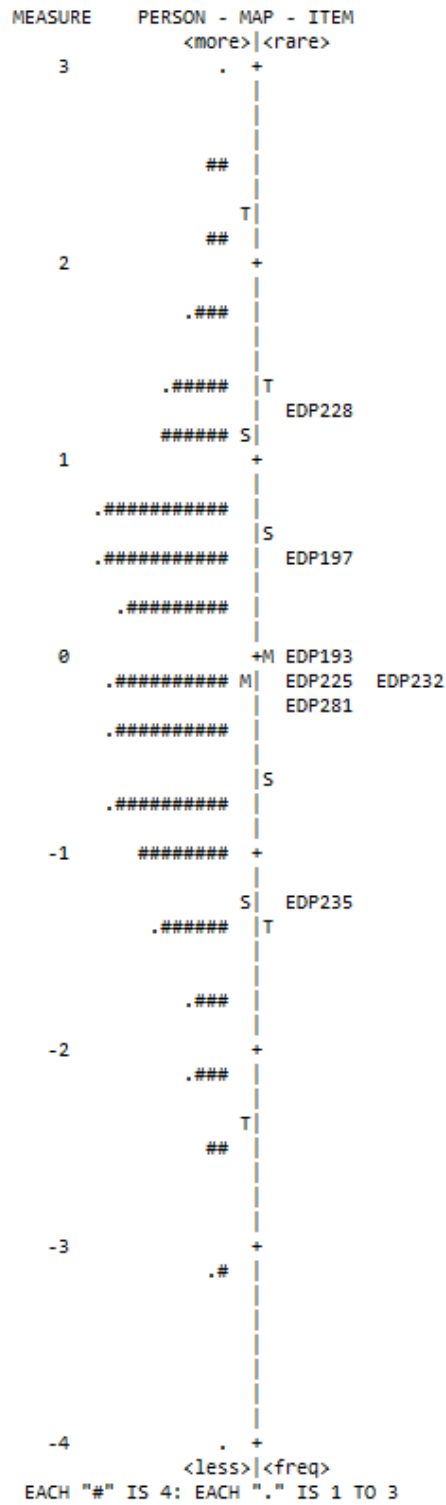 MEASURE    PERSON - MAP - ITEM
               <more>|<rare>
    3             .  +
                     |
                     |
                     |
                 ##  |
                     |
                    T|
                 ##  |
    2                +
                     |
               .###  |
                     |
                     |
             .#####  |T
                     |  EDP228
             ###### S|
    1                +
                     |
       .###########  |
                     |S
       .###########  |  EDP197
                     |
         .#########  |
                     |
    0                +M EDP193
        .########## M|  EDP225  EDP232
                     |  EDP281
        .##########  |
                     |
                     |S
        .##########  |
                     |
   -1      ########  +
                     |
                    S|  EDP235
            .######  |T
                     |
                     |
               .###  |
                     |
   -2                +
               .###  |
                     |
                    T|
                 ##  |
                     |
                     |
                     |
   -3                +
                 .#  |
                     |
                     |
                     |
                     |
                     |
                     |
   -4             .  +
               <less>|<freq>
 EACH "#" IS 4: EACH "." IS 1 TO 3